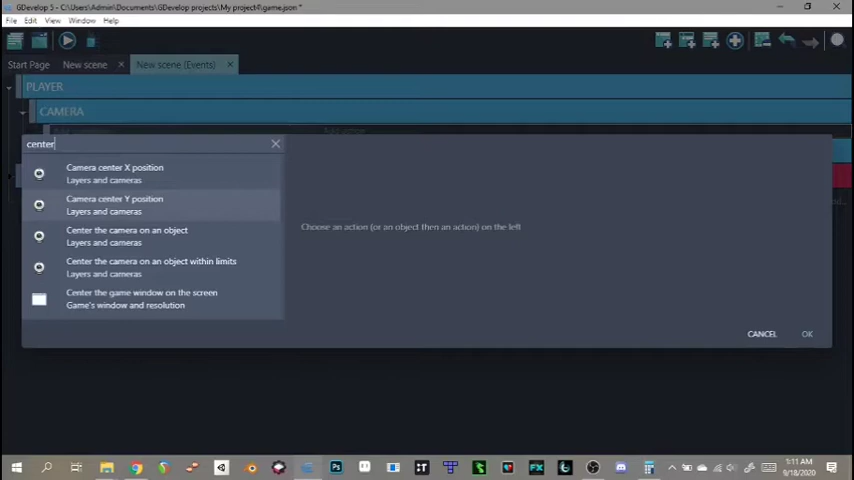 GDevelop 5 - C:\Users\Admin\Documents\GDevelop projects\My project4\game.json *
File Edit View Window Help
Start Page New scene New scene (Events)
PLAYER
CAMERA
center
Camera center X position
Layers and cameras
Camera center Y position
Layers and cameras
Center the camera on an object
Layers and cameras
Center the camera on an object within limits
Layers and cameras
Center the game window on the screen
Game's window and resolution
Choose an action (or an object then an action) on the left
CANCEL OK
1:11 AM
9/18/2020